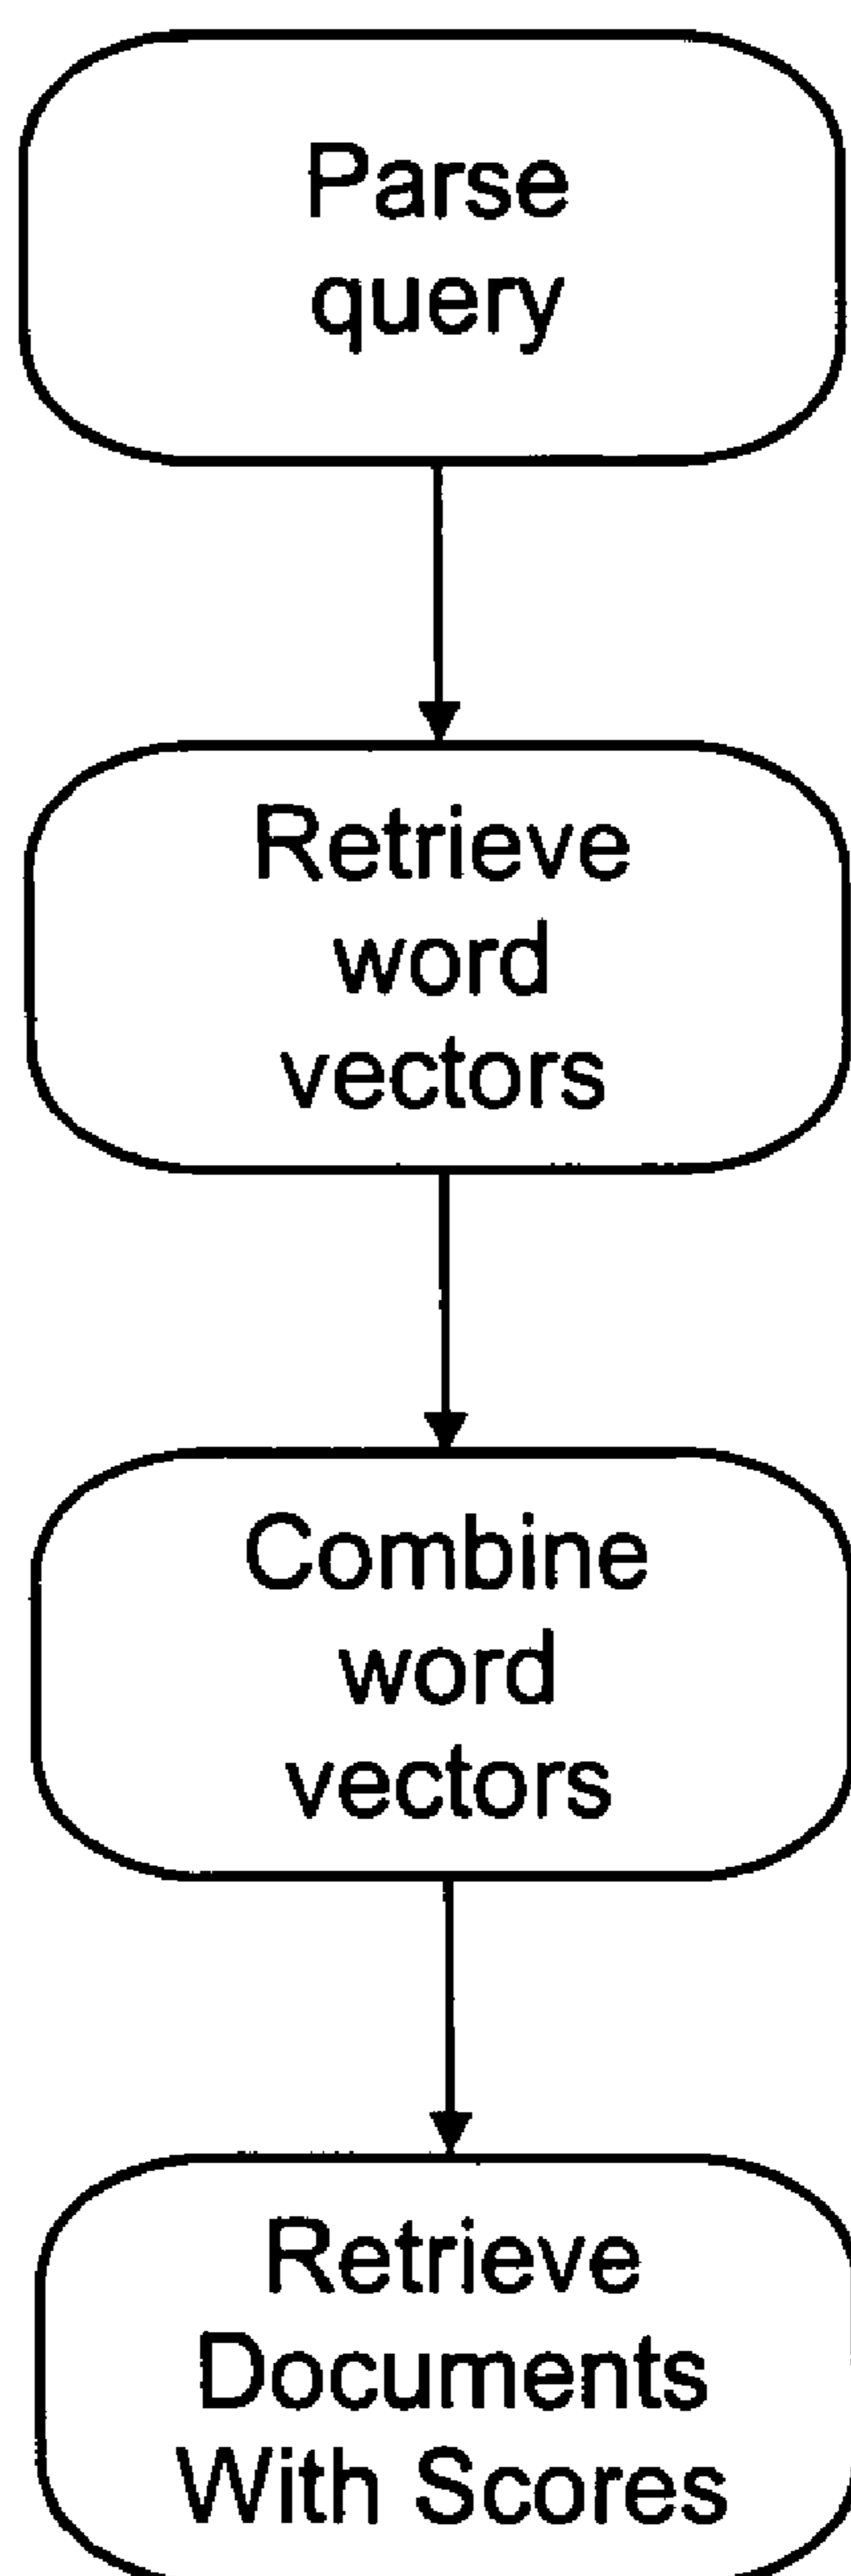 Parse
query
Retrieve
word
vectors
Combine
word
vectors
Retrieve
Documents
With Scores